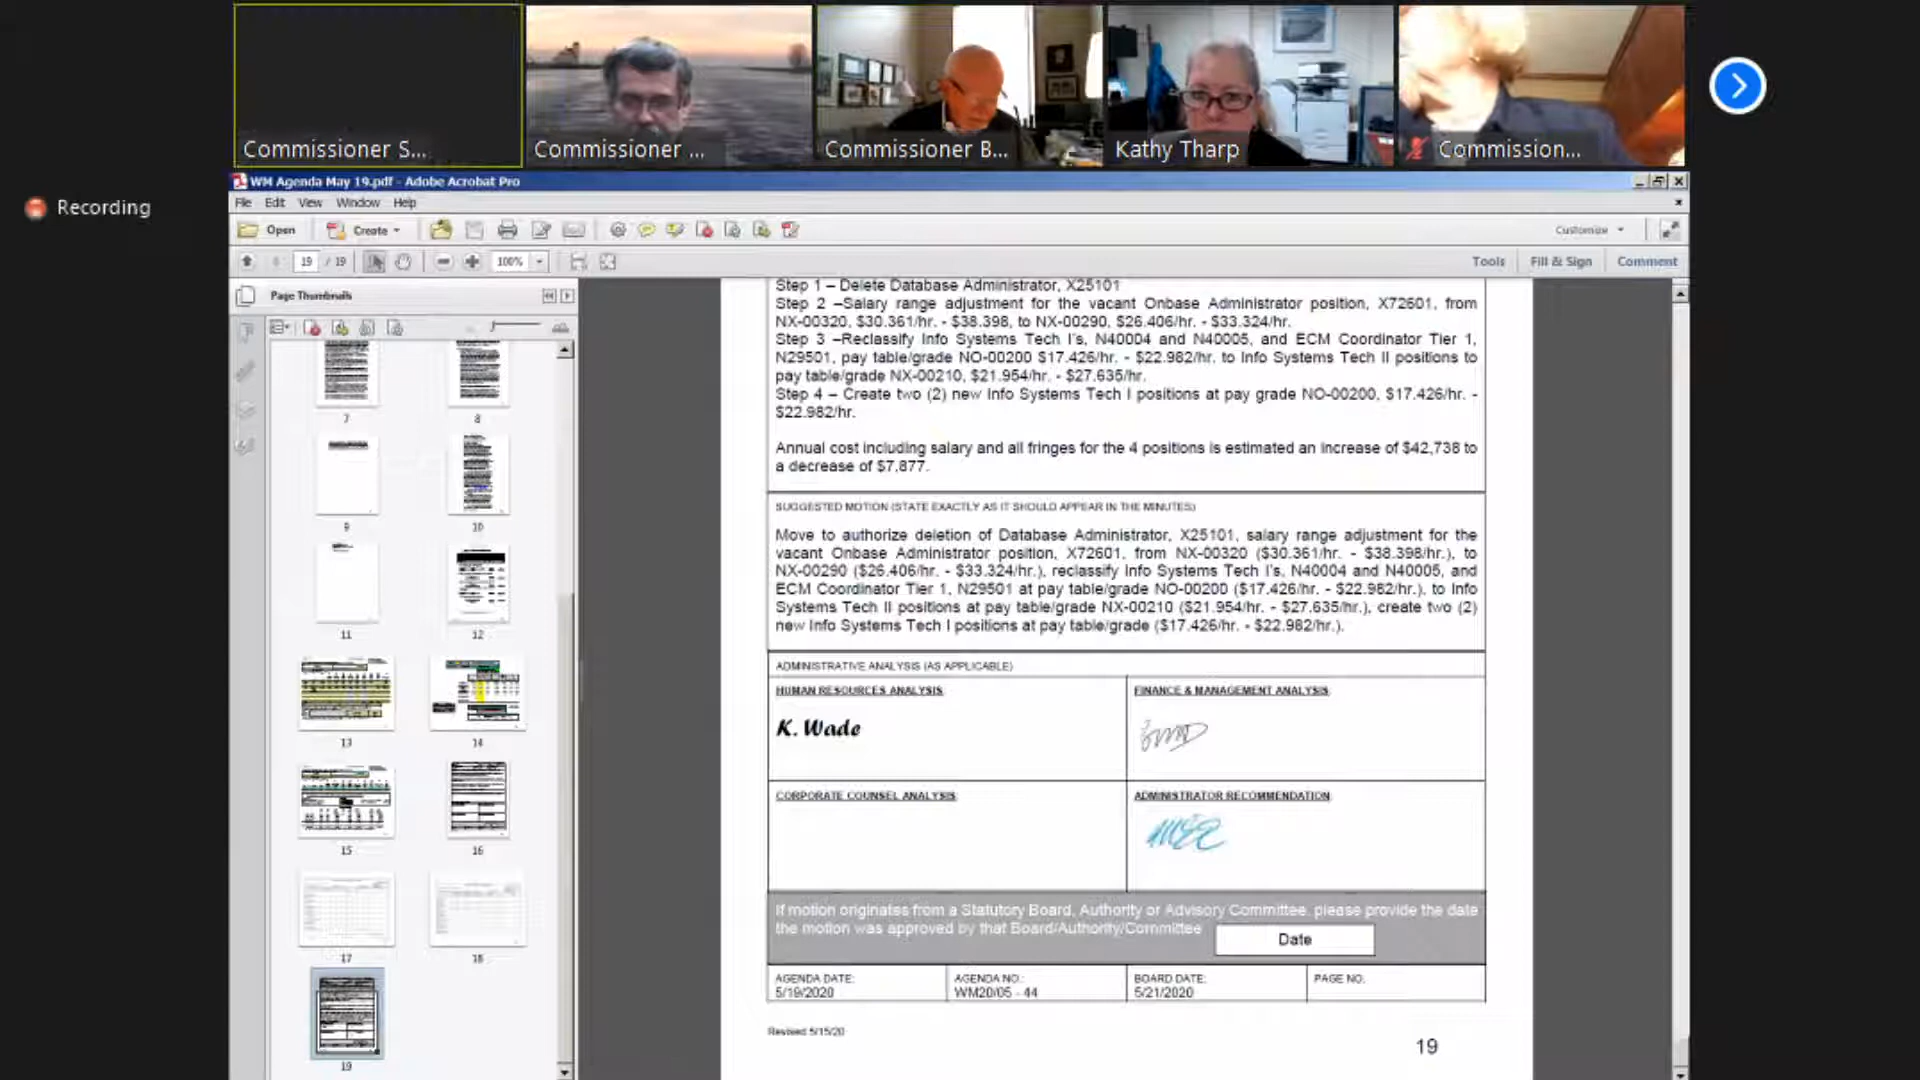 Commissioner S...
Commissioner ...
Commissioner B...
Kathy Tharp
Commission...
Recording
WM Agenda May 19.pdf - Adobe Acrobat Pro
File Edit View Window Help
Open
Create
Customize
19 / 19
100%
Tools
Fill & Sign
Comment
Page Thumbnails
7
8
9
10
11
12
13
14
15
16
17
18
19
Step 1 – Delete Database Administrator, X25101
Step 2 –Salary range adjustment for the vacant Onbase Administrator position, X72601, from
NX-00320, $30.361/hr. - $38.398, to NX-00290, $26.406/hr. - $33.324/hr.
Step 3 –Reclassify Info Systems Tech I's, N40004 and N40005, and ECM Coordinator Tier 1,
N29501, pay table/grade NO-00200 $17.426/hr. - $22.982/hr. to Info Systems Tech II positions to
pay table/grade NX-00210, $21.954/hr. - $27.635/hr.
Step 4 – Create two (2) new Info Systems Tech I positions at pay grade NO-00200, $17.426/hr. -
$22.982/hr.
Annual cost including salary and all fringes for the 4 positions is estimated an increase of $42,738 to
a decrease of $7,877.
SUGGESTED MOTION (STATE EXACTLY AS IT SHOULD APPEAR IN THE MINUTES)
Move to authorize deletion of Database Administrator, X25101, salary range adjustment for the
vacant Onbase Administrator position, X72601, from NX-00320 ($30.361/hr. - $38.398/hr.), to
NX-00290 ($26.406/hr. - $33.324/hr.), reclassify Info Systems Tech I's, N40004 and N40005, and
ECM Coordinator Tier 1, N29501 at pay table/grade NO-00200 ($17.426/hr. - $22.982/hr.), to Info
Systems Tech II positions at pay table/grade NX-00210 ($21.954/hr. - $27.635/hr.), create two (2)
new Info Systems Tech I positions at pay table/grade ($17.426/hr. - $22.982/hr.).
ADMINISTRATIVE ANALYSIS (AS APPLICABLE)
HUMAN RESOURCES ANALYSIS
FINANCE & MANAGEMENT ANALYSIS
K. Wade
CORPORATE COUNSEL ANALYSIS
ADMINISTRATOR RECOMMENDATION
If motion originates from a Statutory Board, Authority or Advisory Committee, please provide the date
the motion was approved by that Board/Authority/Committee
Date
AGENDA DATE:
5/19/2020
AGENDA NO.:
WM20/05 - 44
BOARD DATE:
5/21/2020
PAGE NO.
Revised 5/15/20
19